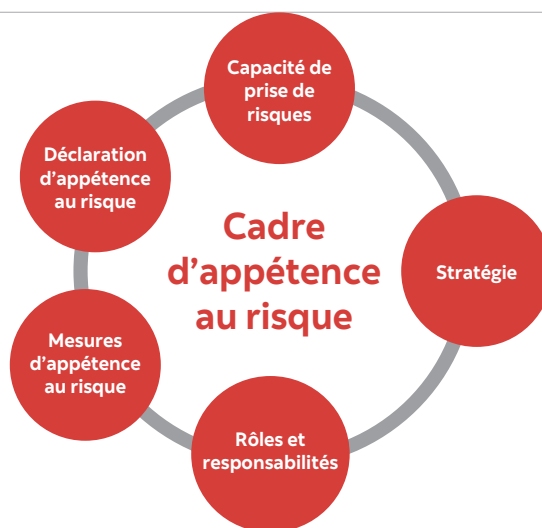 Capacité de
prise de
risques
Déclaration
d'appétence
au risque
Cadre
d'appétence
au risque
Stratégie
Mesures
d'appétence
au risque
Rôles et
responsabilités